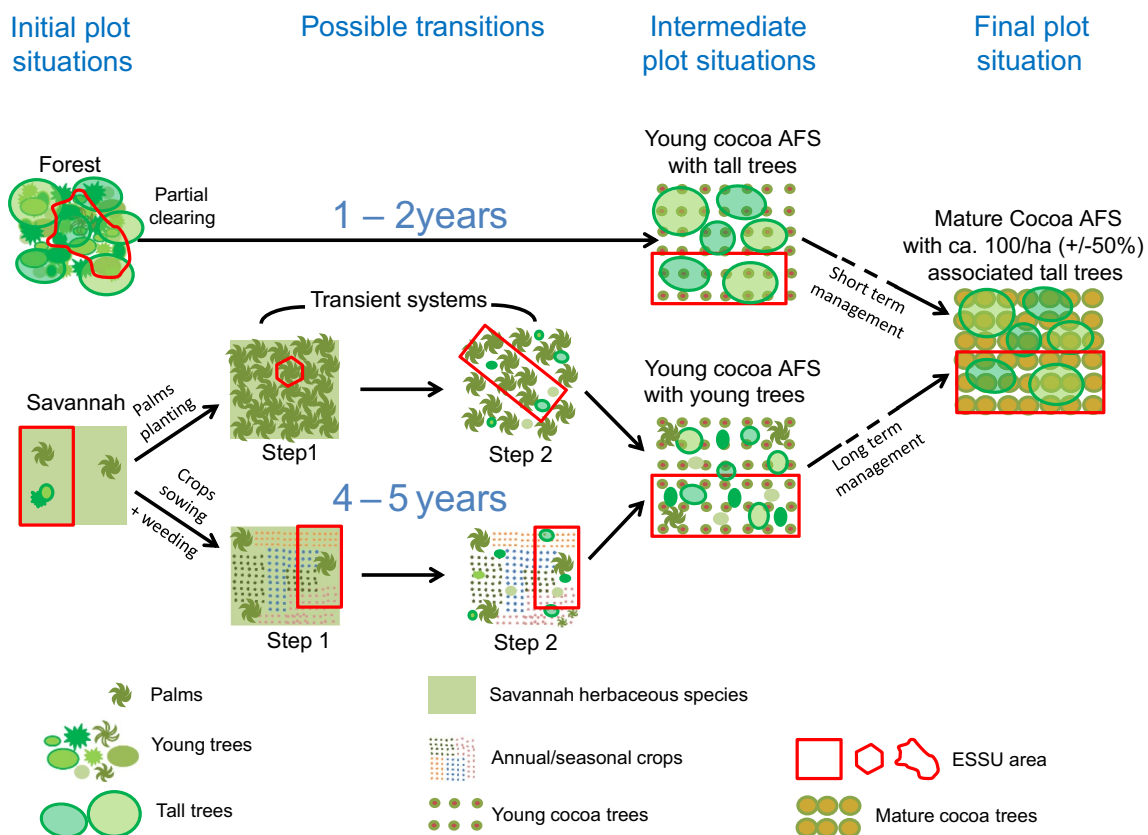 Initial plot
situations
Possible transitions
Intermediate
plot situations
Final plot
situation
Forest
Partial
clearing
1 – 2years
Young cocoa AFS
with tall trees
Short term
management
Mature Cocoa AFS
with ca. 100/ha (+/-50%)
associated tall trees
Transient systems
Savannah
Palms
planting
Step1
Step 2
Crops
sowing
+ weeding
4 – 5 years
Step 1
Step 2
Young cocoa AFS
with young trees
Long term
management
Palms
Young trees
Tall trees
Savannah herbaceous species
Annual/seasonal crops
Young cocoa trees
ESSU area
Mature cocoa trees